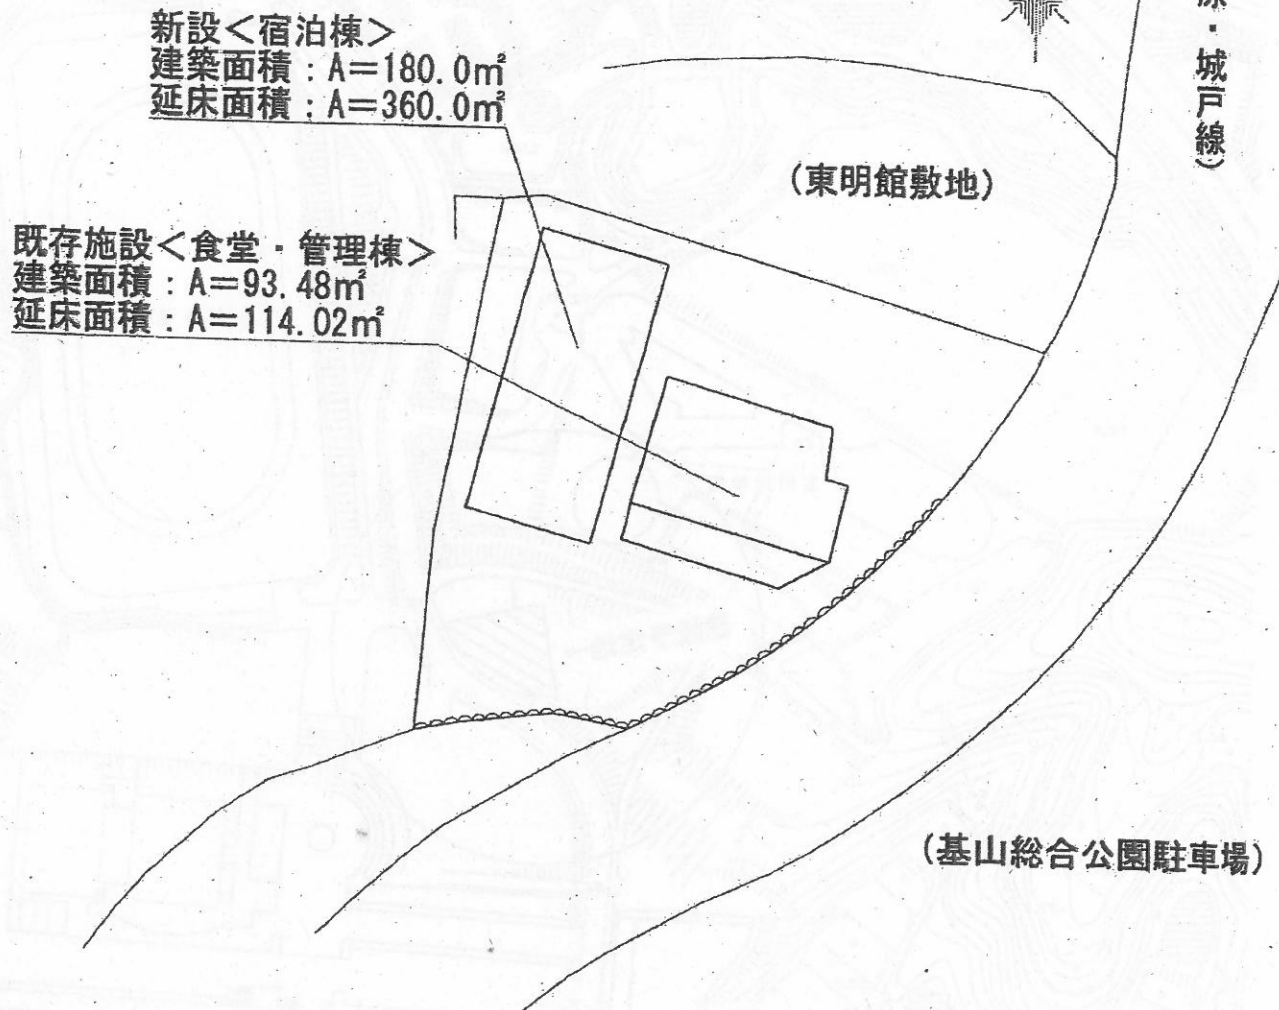 新設＜宿泊棟＞
建築面積：A＝180.0㎡
延床面積：A＝360.0㎡
・城戸線）
（東明館敷地）
既存施設＜食堂・管理棟＞
建築面積：A＝93.48㎡
延床面積：A＝114.02㎡
（基山総合公園駐車場）